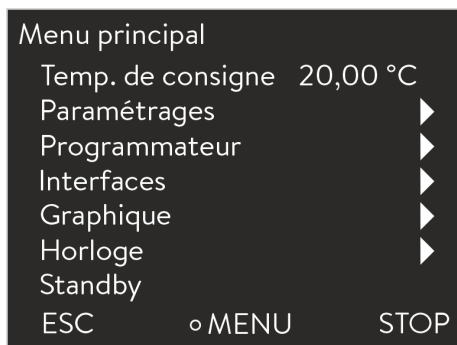 Menu principal
Temp. de consigne 20,00 °C
Paramétrages
Programmateur
Interfaces
Graphique
Horloge
Standby
ESC MENU STOP